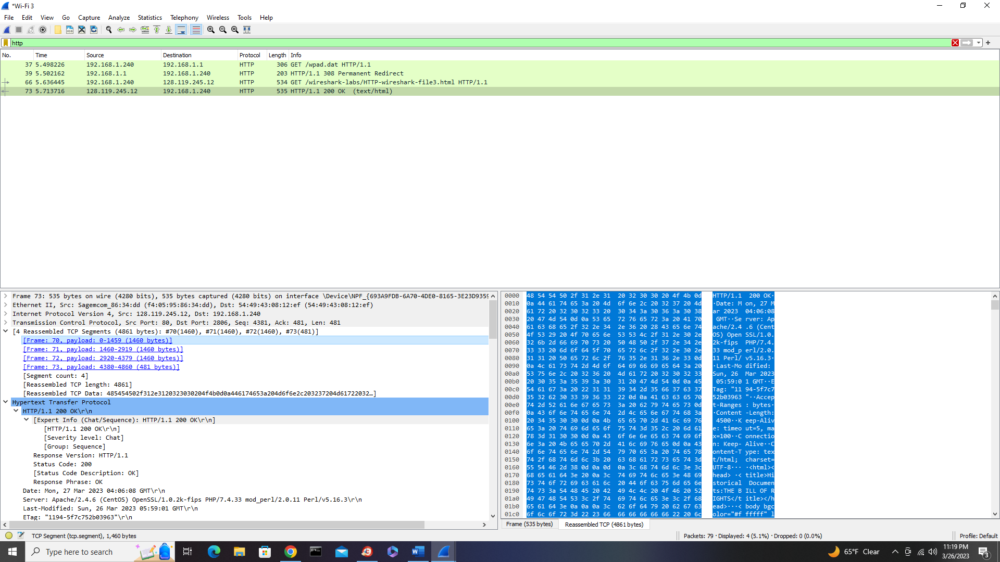 *Wi-Fi 3
File Edit View Go Capture Analyze Statistics Telephony Wireless Tools Help
http
No. Time Source Destination Protocol Length Info
37 5.498226 192.168.1.240 192.168.1.1 HTTP 306 GET /wpad.dat HTTP/1.1
39 5.502162 192.168.1.1 192.168.1.240 HTTP 203 HTTP/1.1 308 Permanent Redirect
66 5.636445 192.168.1.240 128.119.245.12 HTTP 534 GET /wireshark-labs/HTTP-wireshark-file3.html HTTP/1.1
73 5.713716 128.119.245.12 192.168.1.240 HTTP 535 HTTP/1.1 200 OK (text/html)
Frame 73: 535 bytes on wire (4280 bits), 535 bytes captured (4280 bits) on interface \Device\NPF_{693A9FDB-6A70-4DE0-8165-3E23D9359
Ethernet II, Src: Sagemcom_86:34:dd (f4:05:95:86:34:dd), Dst: 54:49:43:08:12:ef (54:49:43:08:12:ef)
Internet Protocol Version 4, Src: 128.119.245.12, Dst: 192.168.1.240
Transmission Control Protocol, Src Port: 80, Dst Port: 2806, Seq: 4381, Ack: 481, Len: 481
[4 Reassembled TCP Segments (4861 bytes): #70(1460), #71(1460), #72(1460), #73(481)]
[Frame: 70, payload: 0-1459 (1460 bytes)]
[Frame: 71, payload: 1460-2919 (1460 bytes)]
[Frame: 72, payload: 2920-4379 (1460 bytes)]
[Frame: 73, payload: 4380-4860 (481 bytes)]
[Segment count: 4]
[Reassembled TCP length: 4861]
[Reassembled TCP Data: 485454502f312e3120323030204f4b0d0a446174653a204d6f6e2c203237204d61722032…]
Hypertext Transfer Protocol
HTTP/1.1 200 OK\r\n
[Expert Info (Chat/Sequence): HTTP/1.1 200 OK\r\n]
[HTTP/1.1 200 OK\r\n]
[Severity level: Chat]
[Group: Sequence]
Response Version: HTTP/1.1
Status Code: 200
[Status Code Description: OK]
Response Phrase: OK
Date: Mon, 27 Mar 2023 04:06:08 GMT\r\n
Server: Apache/2.4.6 (CentOS) OpenSSL/1.0.2k-fips PHP/7.4.33 mod_perl/2.0.11 Perl/v5.16.3\r\n
Last-Modified: Sun, 26 Mar 2023 05:59:01 GMT\r\n
ETag: "1194-5f7c752b03963"\r\n
0000 48 54 54 50 2f 31 2e 31 20 32 30 30 20 4f 4b 0d HTTP/1.1 200 OK·
0010 0a 44 61 74 65 3a 20 4d 6f 6e 2c 20 32 37 20 4d ·Date: M on, 27 M
0020 61 72 20 32 30 32 33 20 30 34 3a 30 36 3a 30 38 ar 2023 04:06:08
0030 20 47 4d 54 0d 0a 53 65 72 76 65 72 3a 20 41 70 GMT··Se rver: Ap
0040 61 63 68 65 2f 32 2e 34 2e 36 20 28 43 65 6e 74 ache/2.4 .6 (Cent
0050 4f 53 29 20 4f 70 65 6e 53 53 4c 2f 31 2e 30 2e OS) Open SSL/1.0.
0060 32 6b 2d 66 69 70 73 20 50 48 50 2f 37 2e 34 2e 2k-fips PHP/7.4.
0070 33 33 20 6d 6f 64 5f 70 65 72 6c 2f 32 2e 30 2e 33 mod_p erl/2.0.
0080 31 31 20 50 65 72 6c 2f 76 35 2e 31 36 2e 33 0d 11 Perl/ v5.16.3·
0090 0a 4c 61 73 74 2d 4d 6f 64 69 66 69 65 64 3a 20 ·Last-Mo dified:
00a0 53 75 6e 2c 20 32 36 20 4d 61 72 20 32 30 32 33 Sun, 26 Mar 2023
00b0 20 30 35 3a 35 39 3a 30 31 20 47 4d 54 0d 0a 45 05:59:0 1 GMT··E
00c0 54 61 67 3a 20 22 31 31 39 34 2d 35 66 37 63 37 Tag: "11 94-5f7c7
00d0 35 32 62 30 33 39 36 33 22 0d 0a 41 63 63 65 70 52b03963 "··Accep
00e0 74 2d 52 61 6e 67 65 73 3a 20 62 79 74 65 73 0d t-Ranges : bytes·
00f0 0a 43 6f 6e 74 65 6e 74 2d 4c 65 6e 67 74 68 3a ·Content -Length:
0100 20 34 35 30 30 0d 0a 4b 65 65 70 2d 41 6c 69 76 4500··K eep-Aliv
0110 65 3a 20 74 69 6d 65 6f 75 74 3d 35 2c 20 6d 61 e: timeo ut=5, ma
0120 78 3d 31 30 30 0d 0a 43 6f 6e 6e 65 63 74 69 6f x=100··C onnectio
0130 6e 3a 20 4b 65 65 70 2d 41 6c 69 76 65 0d 0a 43 n: Keep- Alive··C
0140 6f 6e 74 65 6e 74 2d 54 79 70 65 3a 20 74 65 78 ontent-T ype: tex
0150 74 2f 68 74 6d 6c 3b 20 63 68 61 72 73 65 74 3d t/html; charset=
0160 55 54 46 2d 38 0d 0a 0d 0a 3c 68 74 6d 6c 3e 3c UTF-8··· ·<html><
0170 68 65 61 64 3e 20 0a 3c 74 69 74 6c 65 3e 48 69 head> ·< title>Hi
0180 73 74 6f 72 69 63 61 6c 20 44 6f 63 75 6d 65 6e storical Documen
0190 74 73 3a 54 48 45 20 42 49 4c 4c 20 4f 46 20 52 ts:THE B ILL OF R
01a0 49 47 48 54 53 3c 2f 74 69 74 6c 65 3e 3c 2f 68 IGHTS</t itle></h
01b0 65 61 64 3e 0a 0a 0a 3c 62 6f 64 79 20 62 67 63 ead>···< body bgc
01c0 6f 6c 6f 72 3d 22 23 66 66 66 66 66 66 22 20 6c olor="#f fffff" l
Frame (535 bytes) Reassembled TCP (4861 bytes)
TCP Segment (tcp.segment), 1,460 bytes Packets: 79 · Displayed: 4 (5.1%) · Dropped: 0 (0.0%) Profile: Default
Type here to search 65°F Clear 11:19 PM
3/26/2023 3